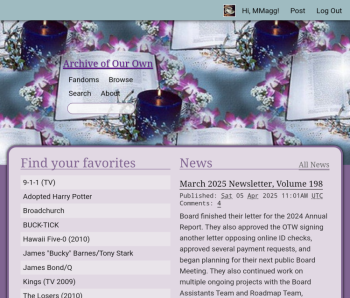 Hi, MMagg! Post Log Out
Archive of Our Own
Fandoms Browse
Search About
Find your favorites
9-1-1 (TV)
Adopted Harry Potter
Broadchurch
BUCK-TICK
Hawaii Five-0 (2010)
James "Bucky" Barnes/Tony Stark
James Bond/Q
Kings (TV 2009)
The Losers (2010)
News
All News
March 2025 Newsletter, Volume 198
Published: Sat 05 Apr 2025 11:01AM UTC
Comments: 4
Board finished their letter for the 2024 Annual
Report. They also approved the OTW signing
another letter opposing online ID checks,
approved several payment requests, and
began planning for their next public Board
Meeting. They also continued work on
multiple ongoing projects with the Board
Assistants Team and Roadmap Team,